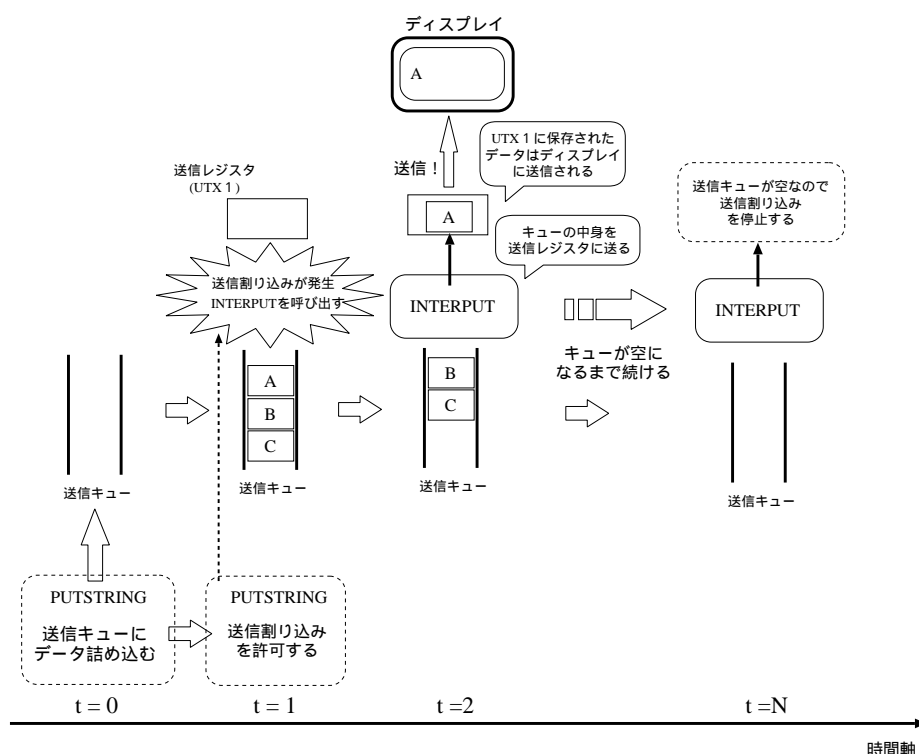 ディスプレイ
A
送信！
UTX１に保存された
データはディスプレイ
に送信される
送信レジスタ
(UTX１)
A
キューの中身を
送信レジスタに送る
送信キューが空なので
送信割り込み
を停止する
送信割り込みが発生
INTERPUTを呼び出す
INTERPUT
INTERPUT
キューが空に
なるまで続ける
A
B
C
B
C
送信キュー
送信キュー
送信キュー
送信キュー
PUTSTRING
送信キューに
データ詰め込む
PUTSTRING
送信割り込み
を許可する
t = 0
t = 1
t =2
t =N
時間軸